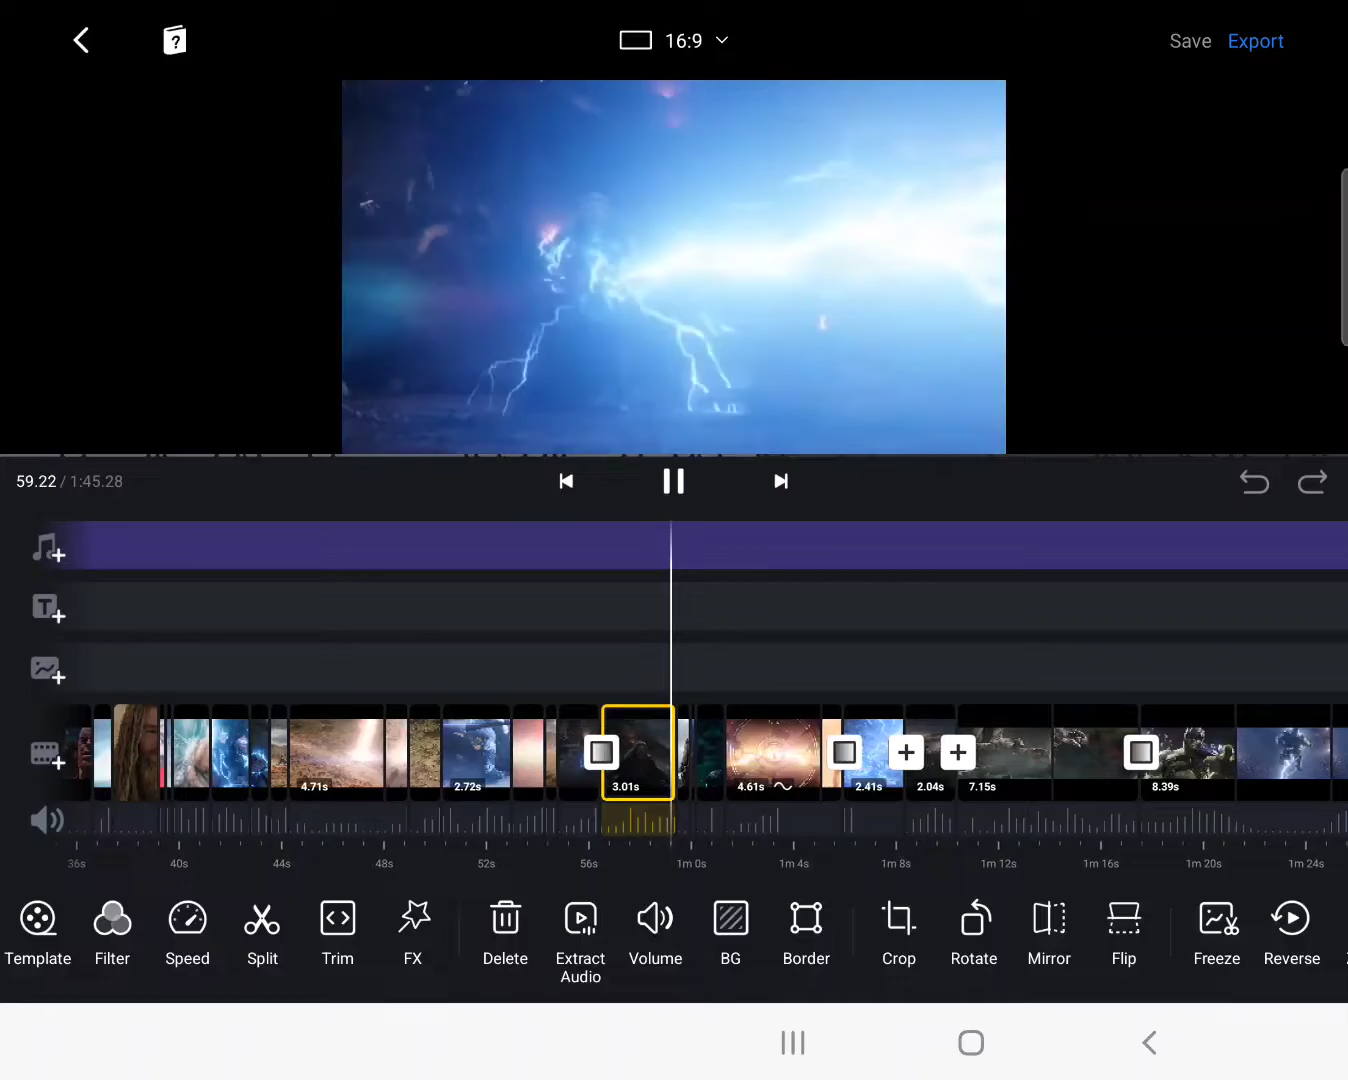 16:9
Save Export
59.22 / 1:45.28
4.71s
2.72s
3.01s
4.61s
2.41s
2.04s
7.15s
8.39s
36s 40s 44s 48s 52s 56s 1m 0s 1m 4s 1m 8s 1m 12s 1m 16s 1m 20s 1m 24s
Template Filter Speed Split Trim FX Delete Extract Audio Volume BG Border Crop Rotate Mirror Flip Freeze Reverse